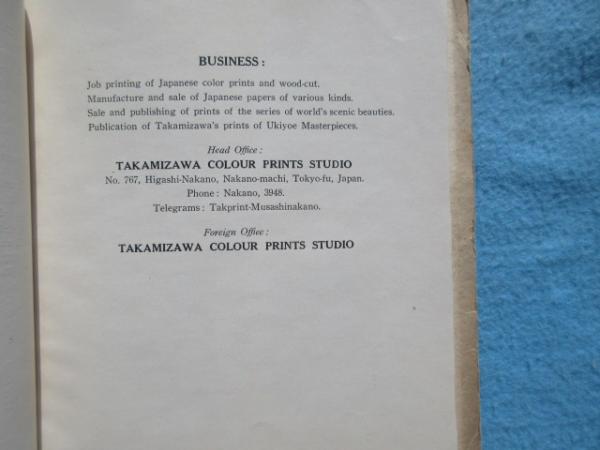 BUSINESS:
Job printing of Japanese color prints and wood-cut.
Manufacture and sale of Japanese papers of various kinds.
Sale and publishing of prints of the series of world's scenic beauties.
Publication of Takamizawa's prints of Ukiyoe Masterpieces.
Head Office:
TAKAMIZAWA COLOUR PRINTS STUDIO
No. 767, Higashi-Nakano, Nakano-machi, Tokyo-fu, Japan.
Phone: Nakano, 3948.
Telegrams: Takprint-Musashinakano.
Foreign Office:
TAKAMIZAWA COLOUR PRINTS STUDIO